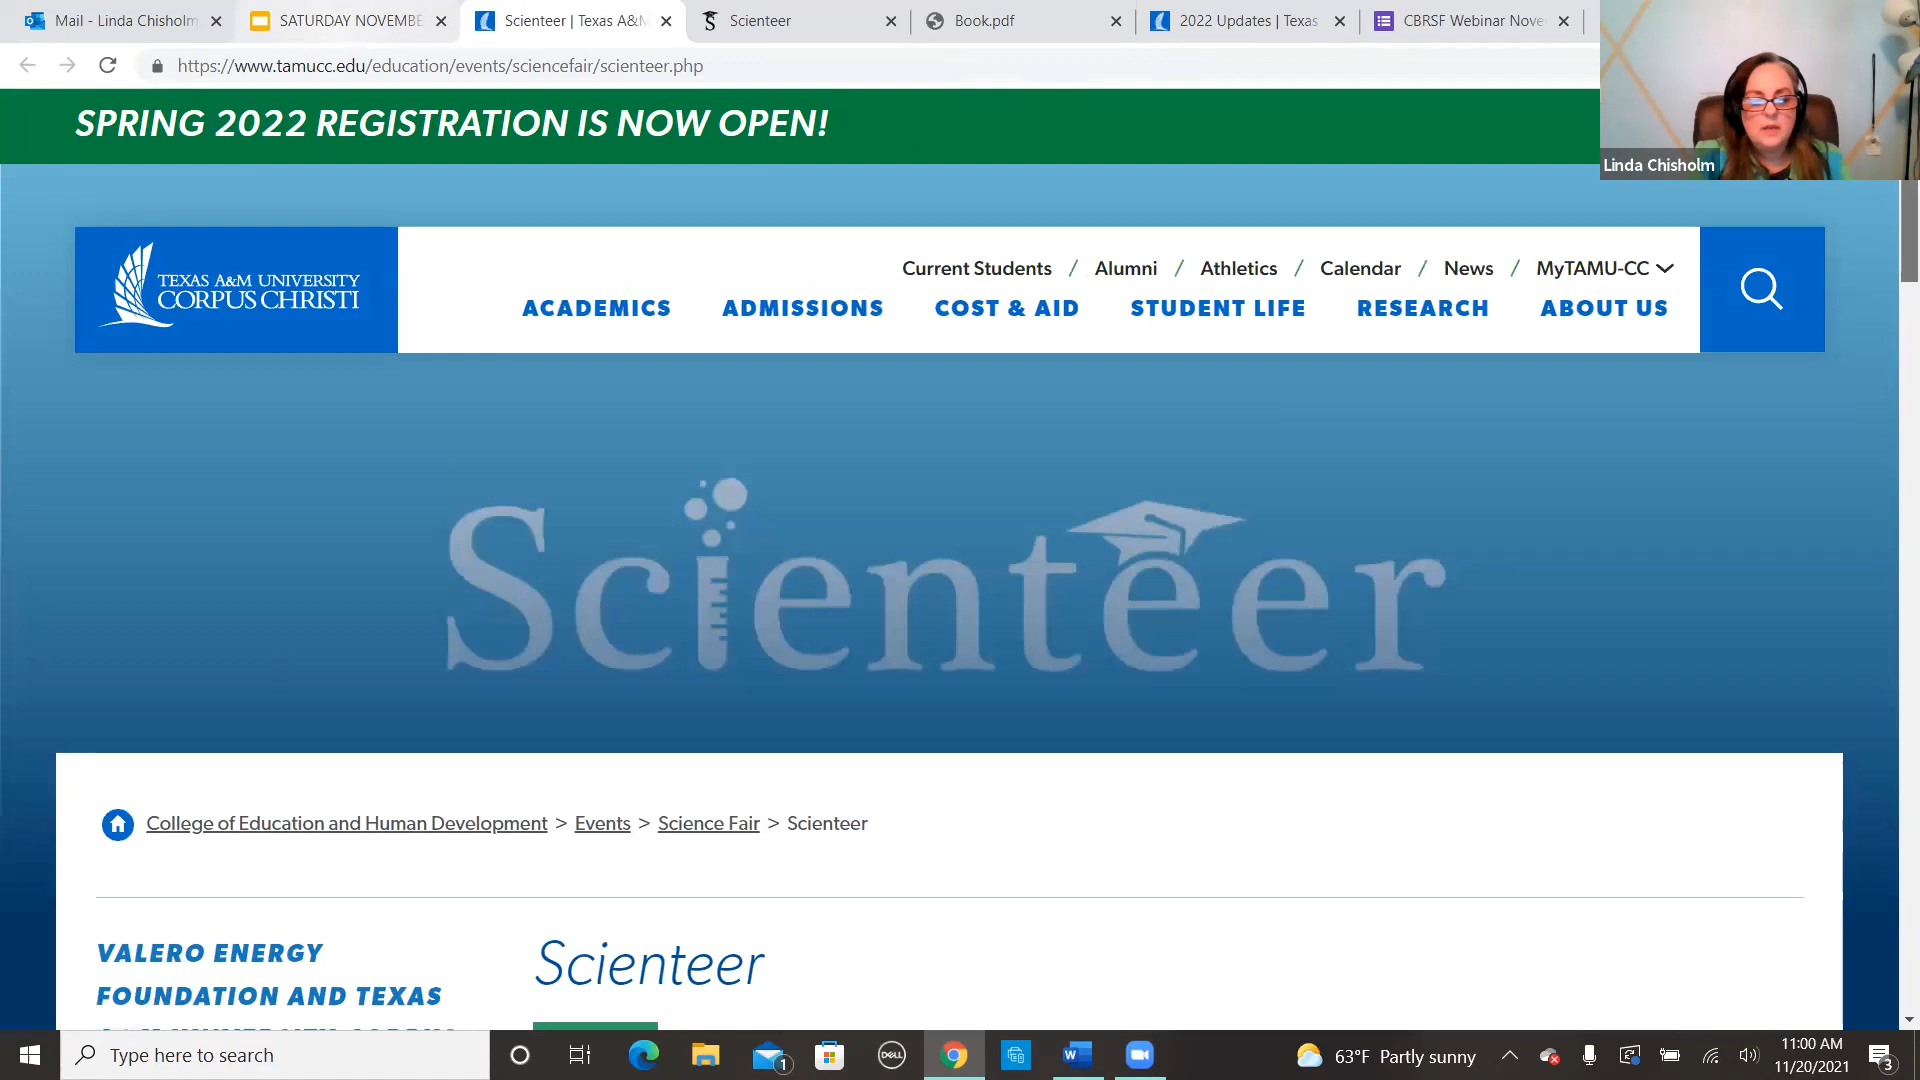 Mail - Linda Chisholm
SATURDAY NOVEMBE
Scienteer | Texas A&M
Scienteer
Book.pdf
2022 Updates | Texas
CBRSF Webinar Nove
https://www.tamucc.edu/education/events/sciencefair/scienteer.php
SPRING 2022 REGISTRATION IS NOW OPEN!
Linda Chisholm
TEXAS A&M UNIVERSITY
CORPUS CHRISTI
Current Students / Alumni / Athletics / Calendar / News / MyTAMU-CC
ACADEMICS ADMISSIONS COST & AID STUDENT LIFE RESEARCH ABOUT US
Scienteer
College of Education and Human Development > Events > Science Fair > Scienteer
VALERO ENERGY
FOUNDATION AND TEXAS
Scienteer
Type here to search
1
DELL
63°F Partly sunny
11:00 AM
11/20/2021
3